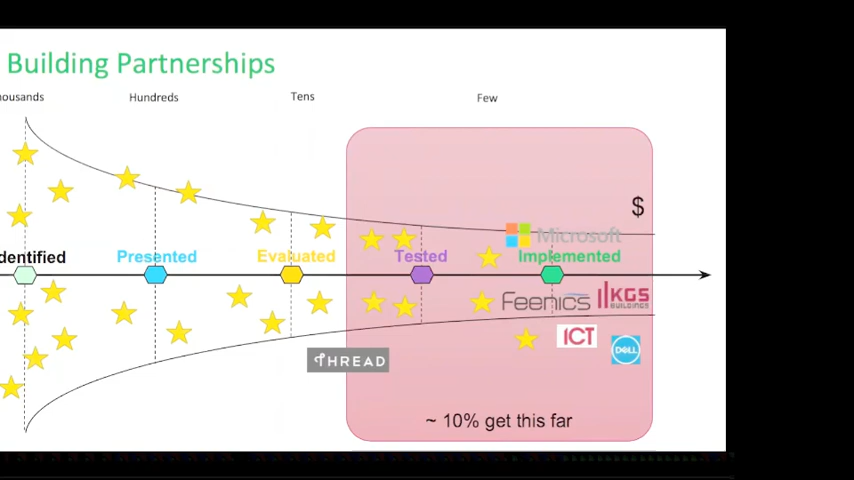 Building Partnerships
ousands
Hundreds
Tens
Few
$
Microsoft
dentified
Presented
Evaluated
Tested
Implemented
Feenics
KGS
BUILDINGS
ICT
THREAD
DELL
~ 10% get this far